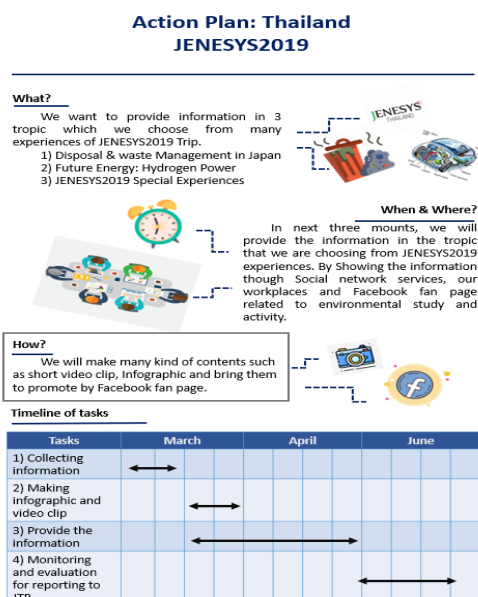 Action Plan: Thailand
JENESYS2019
What?
We want to provide information in 3
tropic which we choose from many
experiences of JENESYS2019 Trip.
1) Disposal & waste Management in Japan
2) Future Energy: Hydrogen Power
3) JENESYS2019 Special Experiences
JENESYS
THAILAND
When & Where?
In next three mounts, we will
provide the information in the tropic
that we are choosing from JENESYS2019
experiences. By Showing the information
though Social network services, our
workplaces and Facebook fan page
related to environmental study and
activity.
How?
We will make many kind of contents such
as short video clip, Infographic and bring them
to promote by Facebook fan page.
Timeline of tasks
Tasks March April June
1) Collecting
information
2) Making
infographic and
video clip
3) Provide the
information
4) Monitoring
and evaluation
for reporting to